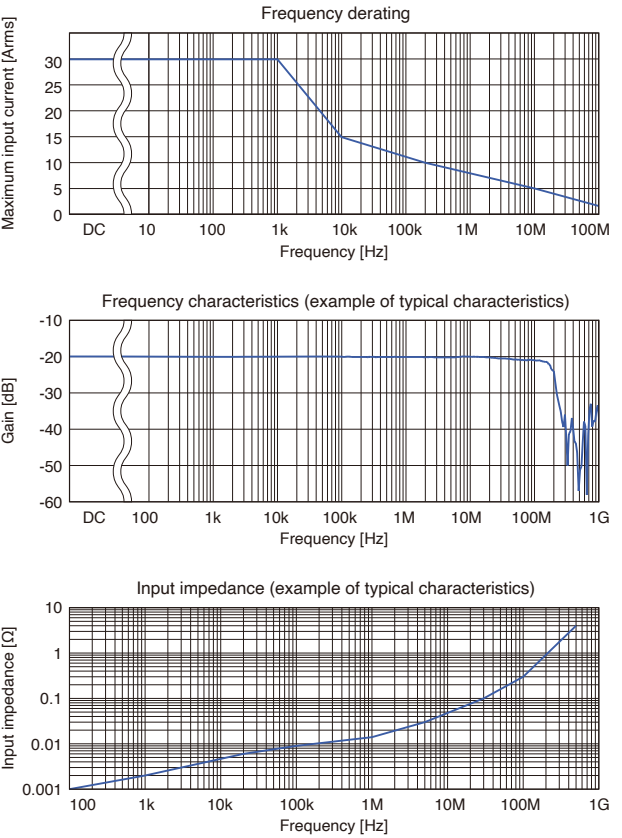 Frequency derating
Maximum input current [Arms]
30
25
20
15
10
5
0
DC 10 100 1k 10k 100k 1M 10M 100M
Frequency [Hz]
Frequency characteristics (example of typical characteristics)
Gain [dB]
-10
-20
-30
-40
-50
-60
DC 100 1k 10k 100k 1M 10M 100M 1G
Frequency [Hz]
Input impedance (example of typical characteristics)
Input impedance [Ω]
10
1
0.1
0.01
0.001
100 1k 10k 100k 1M 10M 100M 1G
Frequency [Hz]